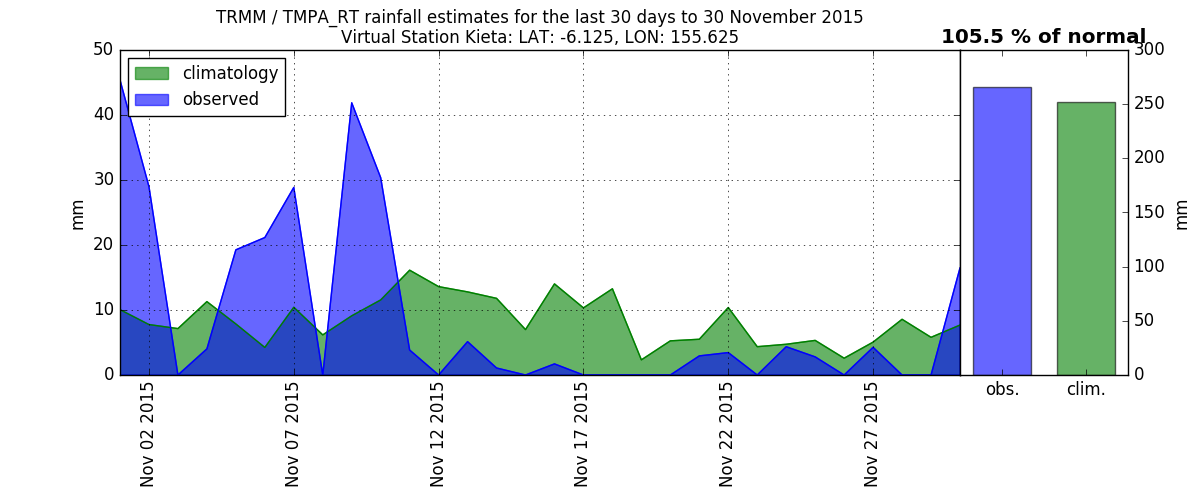 TRMM / TMPA_RT rainfall estimates for the last 30 days to 30 November 2015
Virtual Station Kieta: LAT: -6.125, LON: 155.625
105.5 % of normal
climatology
observed
50
40
30
20
10
0
mm
Nov 02 2015
Nov 07 2015
Nov 12 2015
Nov 17 2015
Nov 22 2015
Nov 27 2015
obs.
clim.
300
250
200
150
100
50
0
mm